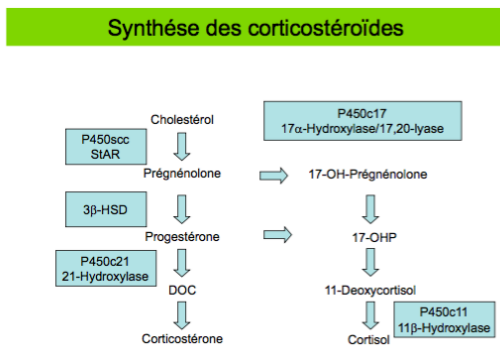 Synthése des corticostéroïdes
P450c17
17α-Hydroxylase/17,20-lyase
Cholestérol
P450scc
StAR
Prégnénolone
17-OH-Prégnénolone
3β-HSD
Progestérone
17-OHP
P450c21
21-Hydroxylase
DOC
11-Deoxycortisol
P450c11
11β-Hydroxylase
Corticostérone
Cortisol